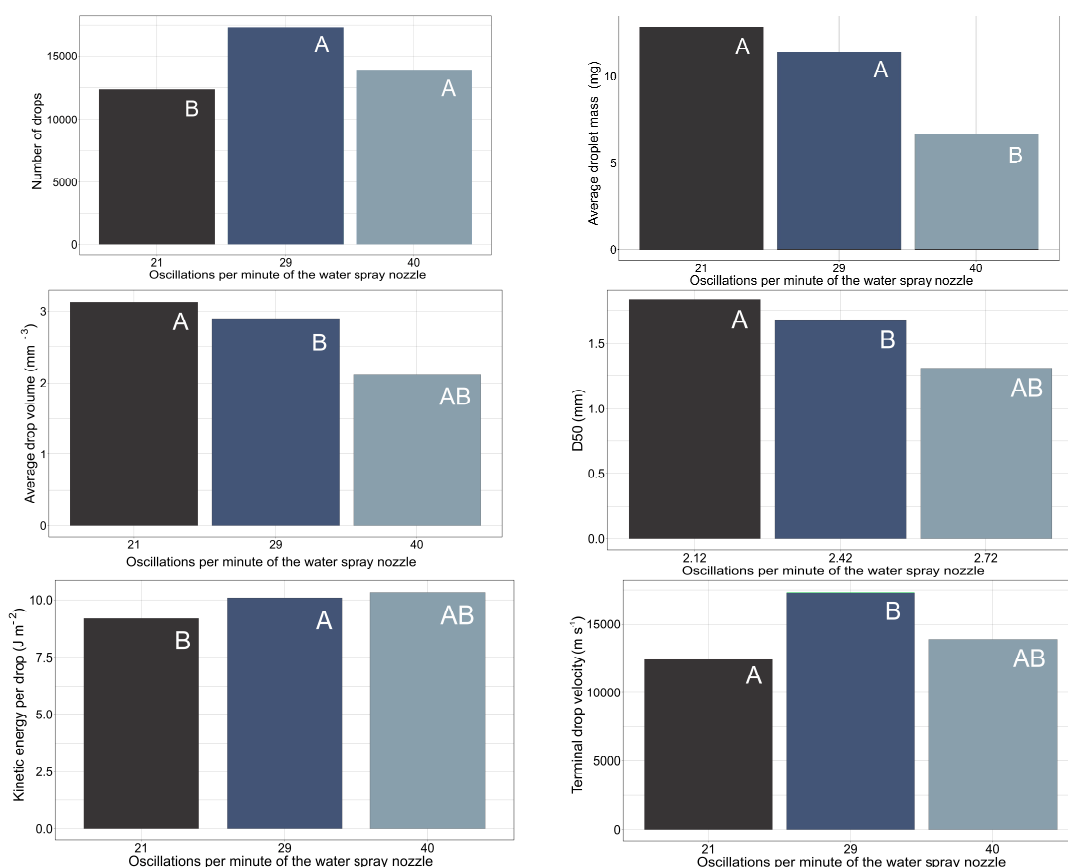 Number of drops
15000
10000
5000
0
B
A
A
21 29 40
Oscillations per minute of the water spray nozzle
Average droplet mass (mg)
10
5
0
A
A
B
21 29 40
Oscillations per minute of the water spray nozzle
Average drop volume (mm ⁻³)
3
2
1
0
A
B
AB
21 29 40
Oscillations per minute of the water spray nozzle
D50 (mm)
1.5
1.0
0.5
0.0
A
B
AB
2.12 2.42 2.72
Oscillations per minute of the water spray nozzle
Kinetic energy per drop (J m⁻²)
10.0
7.5
5.0
2.5
0.0
B
A
AB
21 29 40
Oscillations per minute of the water spray nozzle
Terminal drop velocity (m s⁻¹)
15000
10000
5000
0
A
B
AB
21 29 40
Oscillations per minute of the water spray nozzle